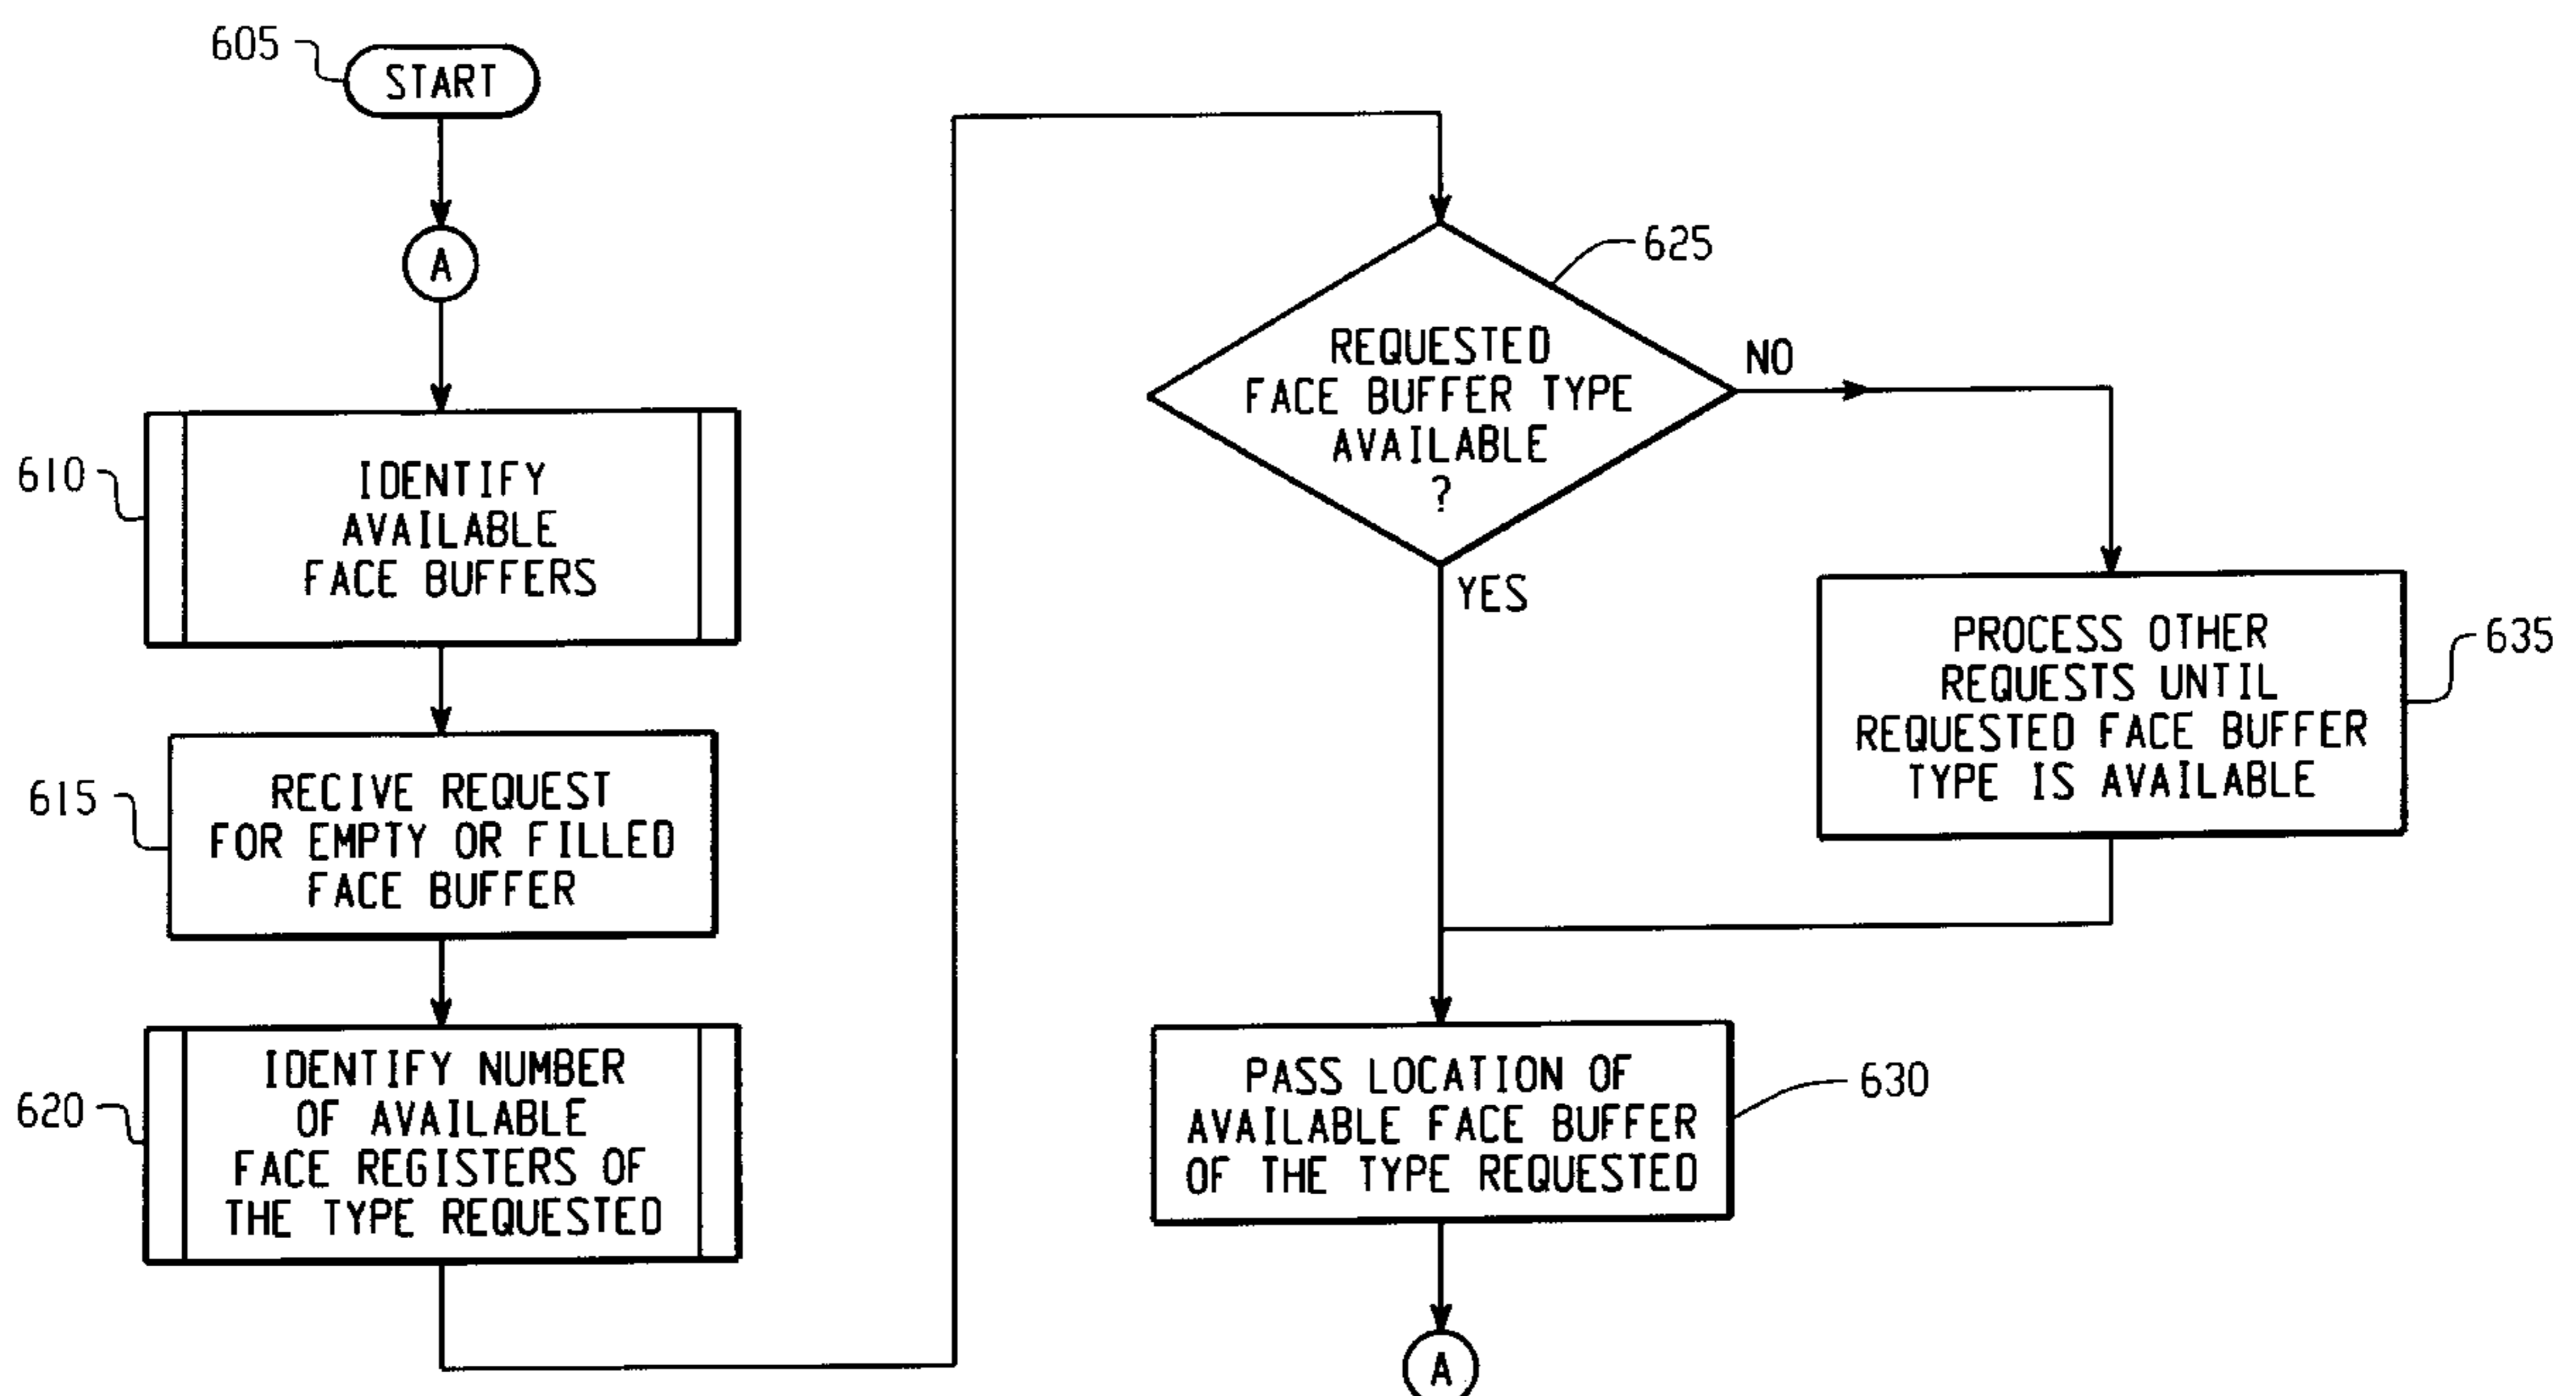 605
START
A
610
IDENTIFY
AVAILABLE
FACE BUFFERS
615
RECIVE REQUEST
FOR EMPTY OR FILLED
FACE BUFFER
620
IDENTIFY NUMBER
OF AVAILABLE
FACE REGISTERS OF
THE TYPE REQUESTED
625
REQUESTED
FACE BUFFER TYPE
AVAILABLE
?
NO
YES
PROCESS OTHER
REQUESTS UNTIL
REQUESTED FACE BUFFER
TYPE IS AVAILABLE
635
PASS LOCATION OF
AVAILABLE FACE BUFFER
OF THE TYPE REQUESTED
630
A